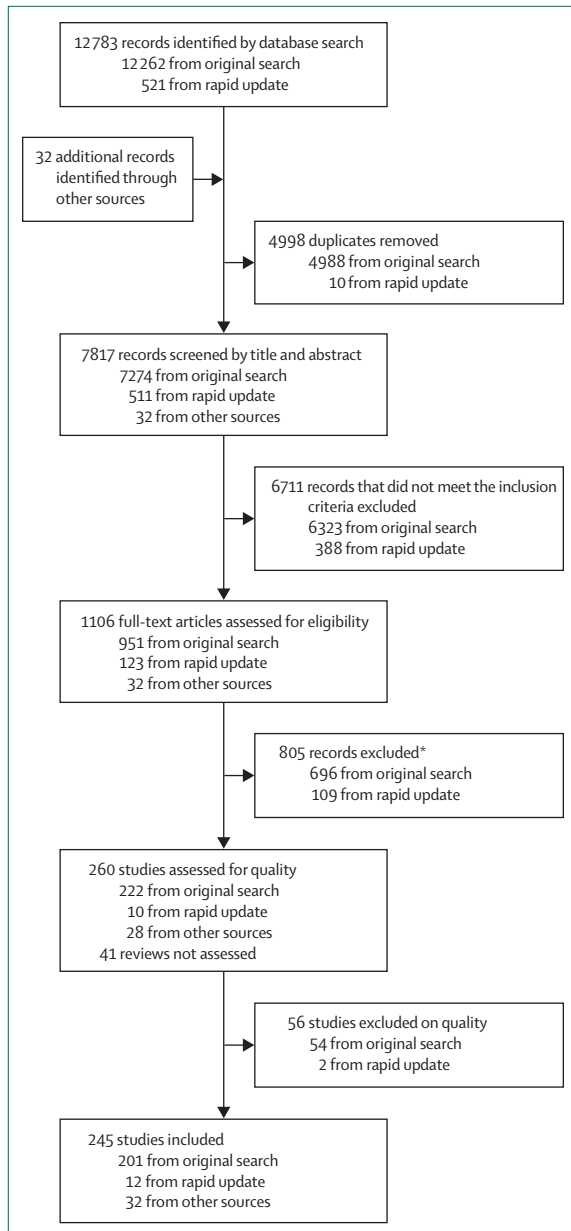 12 783 records identified by database search
12 262 from original search
521 from rapid update
32 additional records
identified through
other sources
4998 duplicates removed
4988 from original search
10 from rapid update
7817 records screened by title and abstract
7274 from original search
511 from rapid update
32 from other sources
6711 records that did not meet the inclusion
criteria excluded
6323 from original search
388 from rapid update
1106 full-text articles assessed for eligibility
951 from original search
123 from rapid update
32 from other sources
805 records excluded*
696 from original search
109 from rapid update
260 studies assessed for quality
222 from original search
10 from rapid update
28 from other sources
41 reviews not assessed
56 studies excluded on quality
54 from original search
2 from rapid update
245 studies included
201 from original search
12 from rapid update
32 from other sources